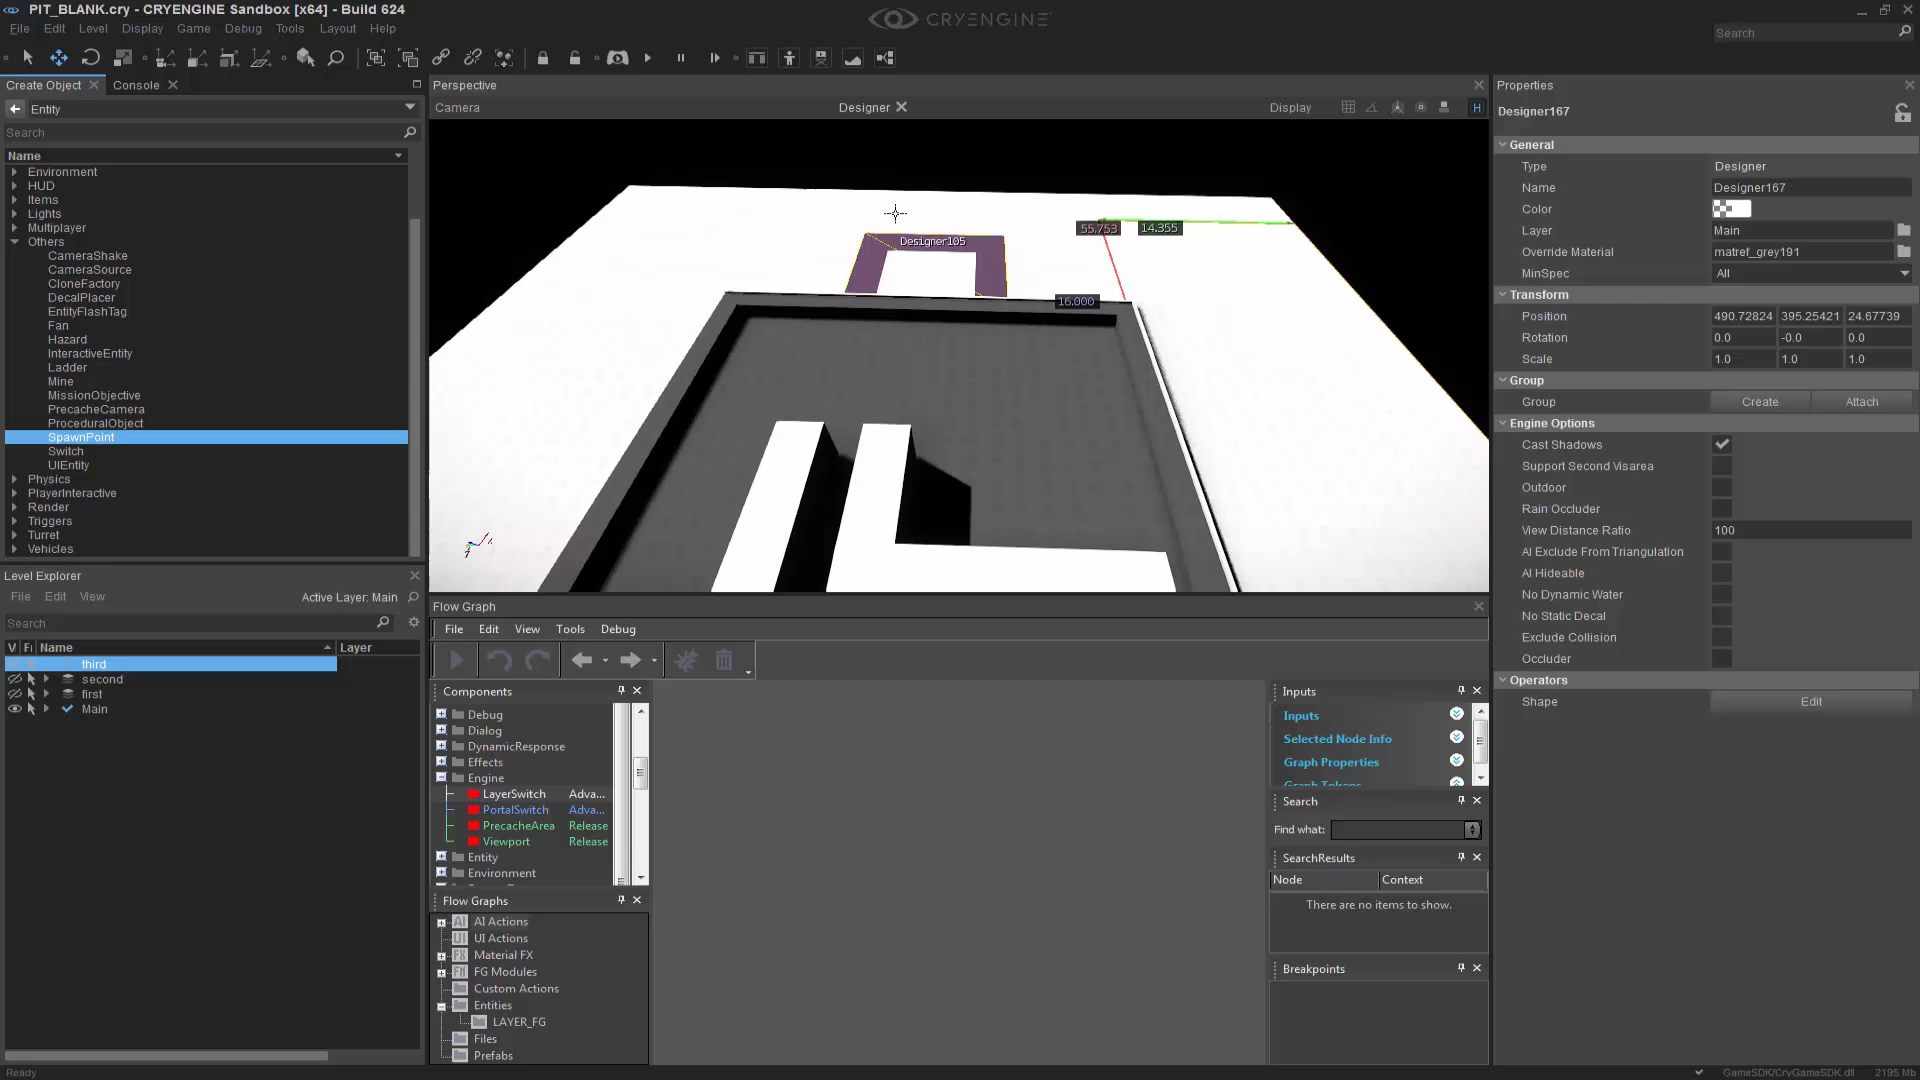 PIT_BLANK.cry - CRYENGINE Sandbox [x64] - Build 624
CRYENGINE
File Edit Level Display Game Debug Tools Layout Help
Search
Create Object
Console
Entity
Search
Name
Environment
HUD
Items
Lights
Multiplayer
Others
CameraShake
CameraSource
CloneFactory
DecalPlacer
EntityFlashTag
Fan
Hazard
InteractiveEntity
Ladder
Mine
MissionObjective
PrecacheCamera
ProceduralObject
SpawnPoint
Switch
UIEntity
Physics
PlayerInteractive
Render
Triggers
Turret
Vehicles
Level Explorer
File Edit View Active Layer: Main
Search
V Name Layer
third
second
first
Main
Ready
Perspective
Camera Designer Display H
Designer105
55.753 14.355
16.000
Flow Graph
File Edit View Tools Debug
Components
Debug
Dialog
DynamicResponse
Effects
Engine
LayerSwitch Adva...
PortalSwitch Adva...
PrecacheArea Release
Viewport Release
Entity
Environment
Flow Graphs
AI AI Actions
UI UI Actions
FX Material FX
FM FG Modules
Custom Actions
Entities
LAYER_FG
Files
Prefabs
Inputs
Inputs
Selected Node Info
Graph Properties
Graph Tokens
Search
Find what:
SearchResults
Node Context
There are no items to show.
Breakpoints
Properties
Designer167
General
Type Designer
Name Designer167
Color
Layer Main
Override Material matref_grey191
MinSpec All
Transform
Position 490.72824 395.25421 24.67739
Rotation 0.0 -0.0 0.0
Scale 1.0 1.0 1.0
Group
Group Create Attach
Engine Options
Cast Shadows
Support Second Visarea
Outdoor
Rain Occluder
View Distance Ratio 100
AI Exclude From Triangulation
AI Hideable
No Dynamic Water
No Static Decal
Exclude Collision
Occluder
Operators
Shape Edit
GameSDK/CryGameSDK.dll 2195 Mb